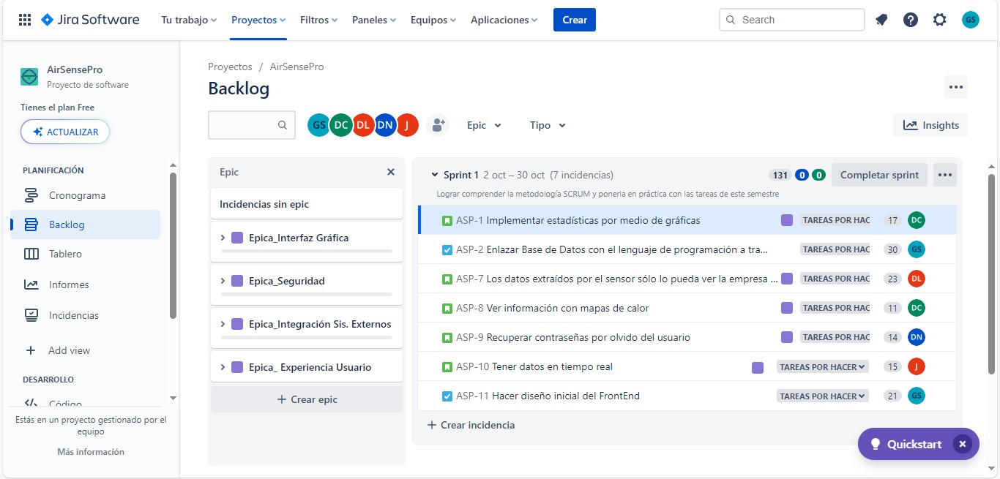 Jira Software Tu trabajo Proyectos Filtros Paneles Equipos Aplicaciones Crear Search GS
AirSensePro
Proyecto de software
Tienes el plan Free
ACTUALIZAR
PLANIFICACIÓN
Cronograma
Backlog
Tablero
Informes
Incidencias
Add view
DESARROLLO
Código
Estás en un proyecto gestionado por el
equipo
Más información
Proyectos / AirSensePro
Backlog
GS DC DL DN J Epic Tipo Insights
Epic
Incidencias sin epic
Epica_Interfaz Gráfica
Epica_Seguridad
Epica_Integración Sis. Externos
Epica_ Experiencia Usuario
+ Crear epic
Sprint 1 2 oct – 30 oct (7 incidencias) 131 0 0 Completar sprint
Lograr comprender la metodología SCRUM y ponerla en práctica con las tareas de este semestre
ASP-1 Implementar estadísticas por medio de gráficas TAREAS POR HAC 17 DC
ASP-2 Enlazar Base de Datos con el lenguaje de programación a tra... TAREAS POR HAC 30 GS
ASP-7 Los datos extraídos por el sensor sólo lo pueda ver la empresa ... TAREAS POR HAC 23 DL
ASP-8 Ver información con mapas de calor TAREAS POR HAC 11 DC
ASP-9 Recuperar contraseñas por olvido del usuario TAREAS POR HAC 14 DN
ASP-10 Tener datos en tiempo real TAREAS POR HACER 15 J
ASP-11 Hacer diseño inicial del FrontEnd TAREAS POR HACER 21 GS
+ Crear incidencia
Quickstart